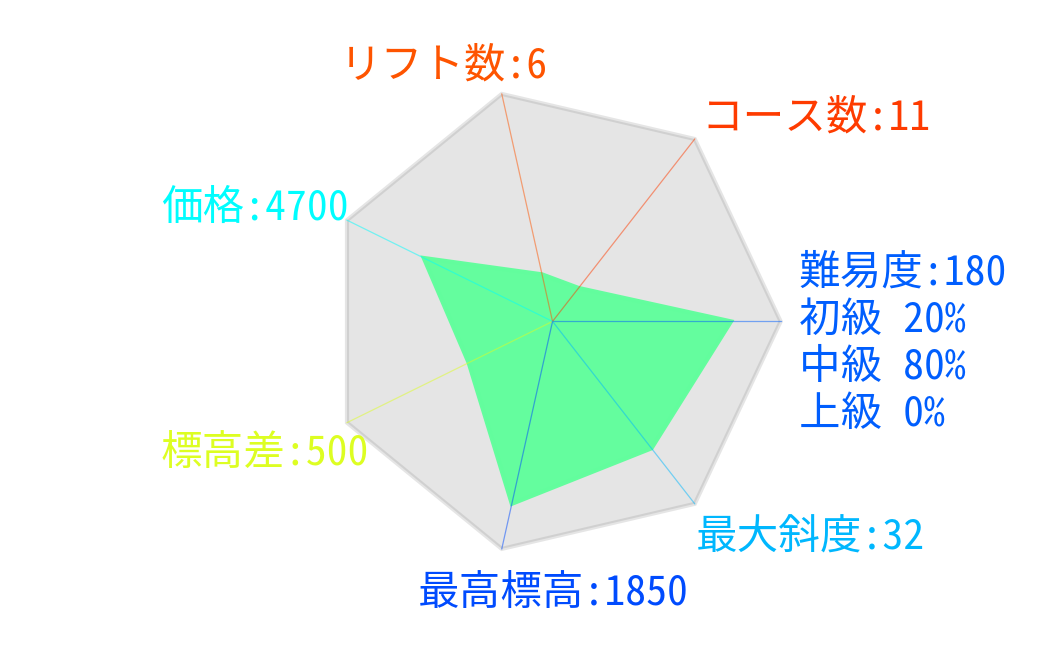 リフト数:6
コース数:11
価格:4700
難易度:180
初級 20%
中級 80%
上級 0%
標高差:500
最大斜度:32
最高標高:1850